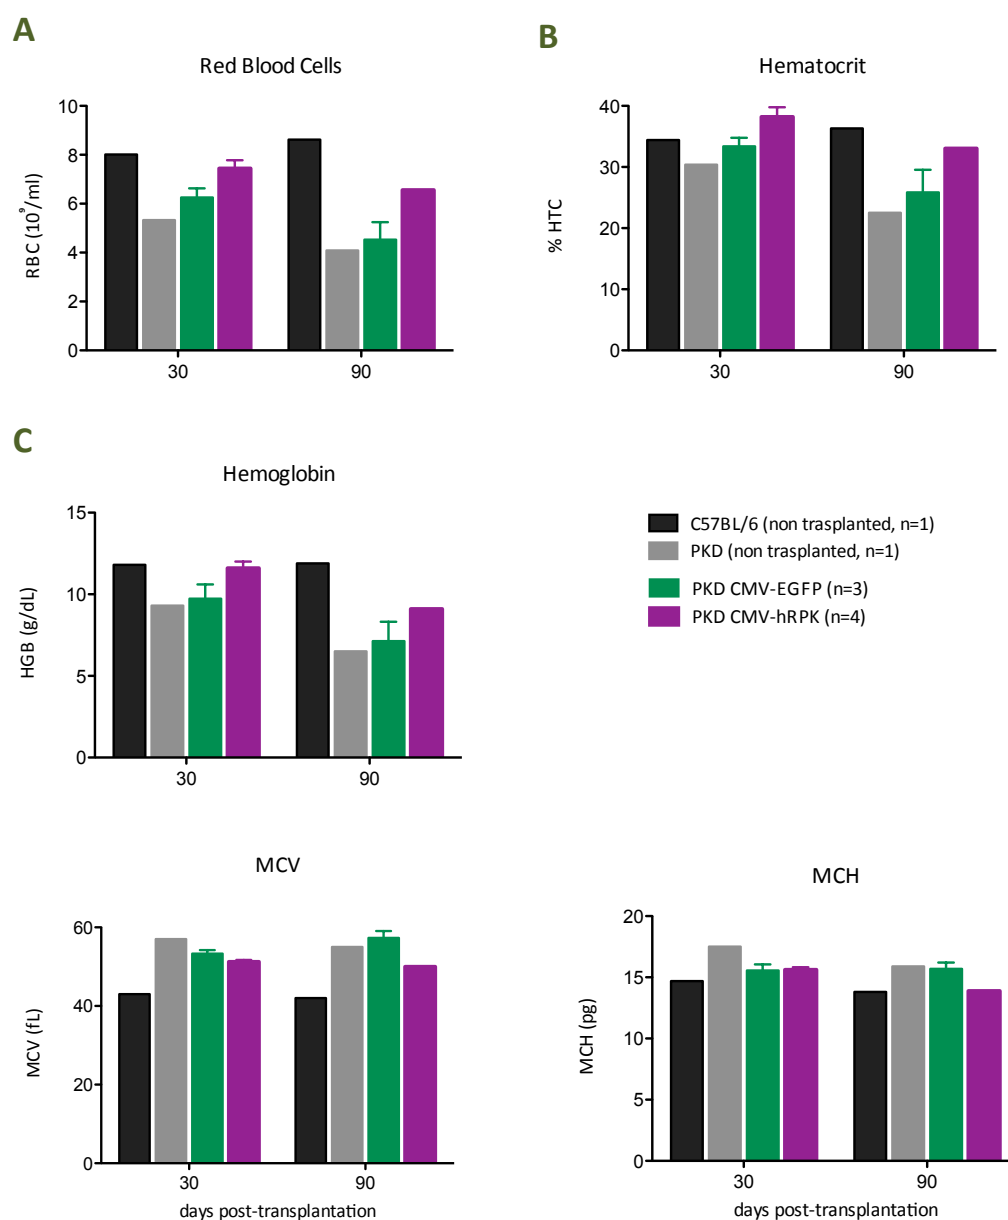 A
B
Red Blood Cells
Hematocrit
10
8
6
4
2
0
RBC (10⁹/ml)
30
90
40
30
20
10
0
% HTC
30
90
C
Hemoglobin
15
10
5
0
HGB (g/dL)
30
90
C57BL/6 (non trasplanted, n=1)
PKD (non trasplanted, n=1)
PKD CMV-EGFP (n=3)
PKD CMV-hRPK (n=4)
MCV
60
40
20
0
MCV (fL)
30
90
days post-transplantation
MCH
20
15
10
5
0
MCH (pg)
30
90
days post-transplantation